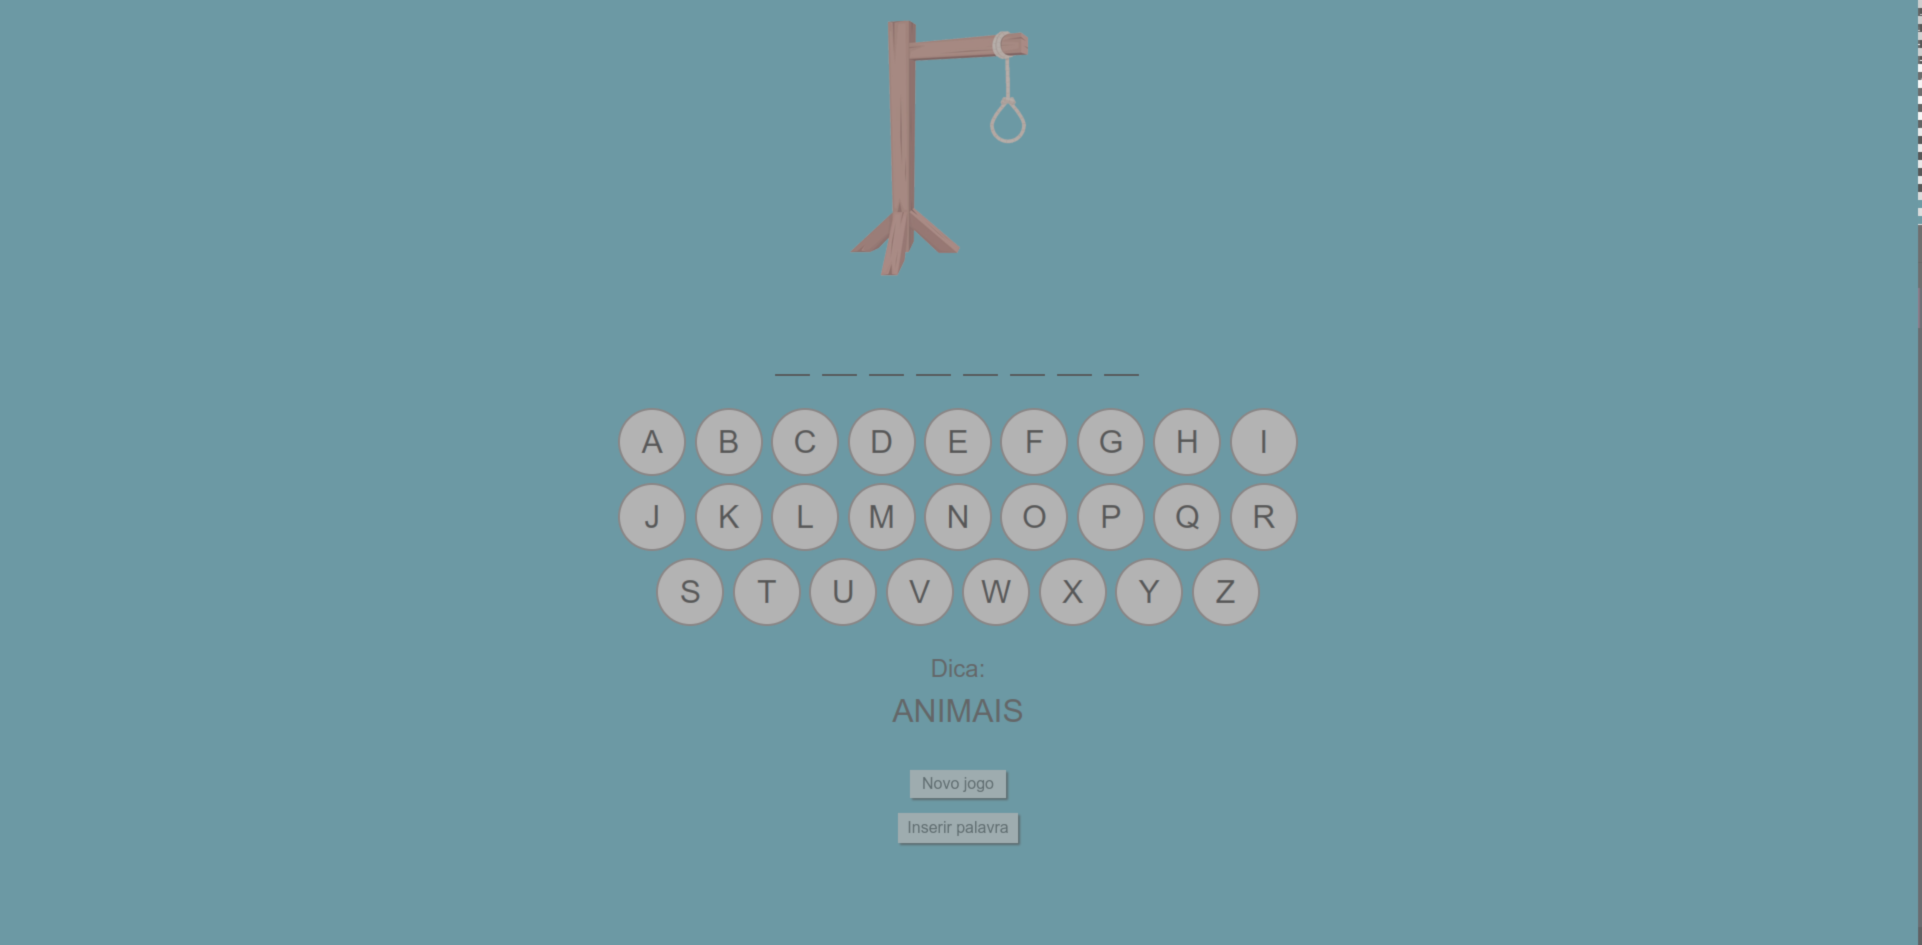 A B C D E F G H I
J K L M N O P Q R
S T U V W X Y Z
Dica:
ANIMAIS
Novo jogo
Inserir palavra